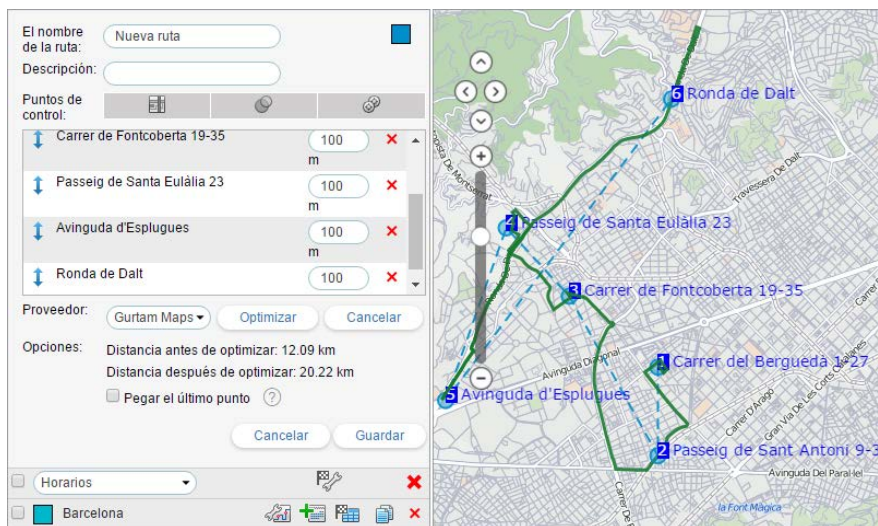 El nombre de la ruta: Nueva ruta
Descripción:
Puntos de control:
Carrer de Fontcoberta 19-35 100 m
Passeig de Santa Eulàlia 23 100 m
Avinguda d'Esplugues 100 m
Ronda de Dalt 100
Proveedor: Gurtam Maps Optimizar Cancelar
Opciones: Distancia antes de optimizar: 12.09 km
Distancia después de optimizar: 20.22 km
Pegar el último punto ?
Cancelar Guardar
Horarios
Barcelona
6 Ronda de Dalt
Travessera De Dalt
4 Passeig de Santa Eulália 23
3 Carrer de Fontcoberta 19-35
Avinguda Diagonal
1 Carrer del Berguedà 1-27
5 Avinguda d'Esplugues
Carrer D'Aragó
Gran Via De Les Corts Catalanes
2 Passeig de Sant Antoni 9-3
Avinguda Del Paral·lel
la Font Màgica